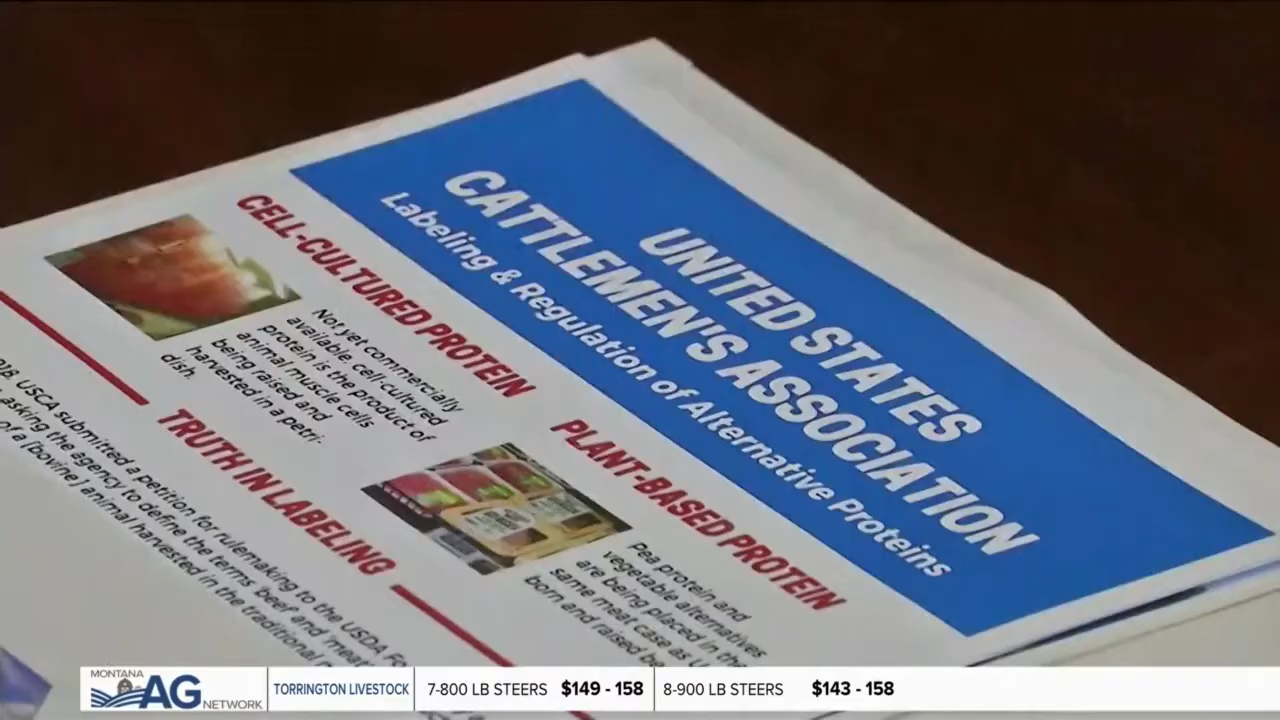 UNITED STATES
CATTLEMEN'S ASSOCIATION
Labeling & Regulation of Alternative Proteins
CELL-CULTURED PROTEIN
Not yet commercially
available cell-cultured
protein is the product of
animal muscle cells
being raised and
harvested in a petri-
dish.
PLANT-BASED PROTEIN
Pea protein and
vegetable alternatives
are being placed in the
same meat case as U
born and raised
TRUTH IN LABELING
USCA submitted a petition for rulemaking to the USDA
asking the agency to define the terms 'beef' and 'meat'
of a [bovine] animal harvested in the traditional
MONTANA
AG
NETWORK
TORRINGTON LIVESTOCK
7-800 LB STEERS $149 - 158
8-900 LB STEERS $143 - 158